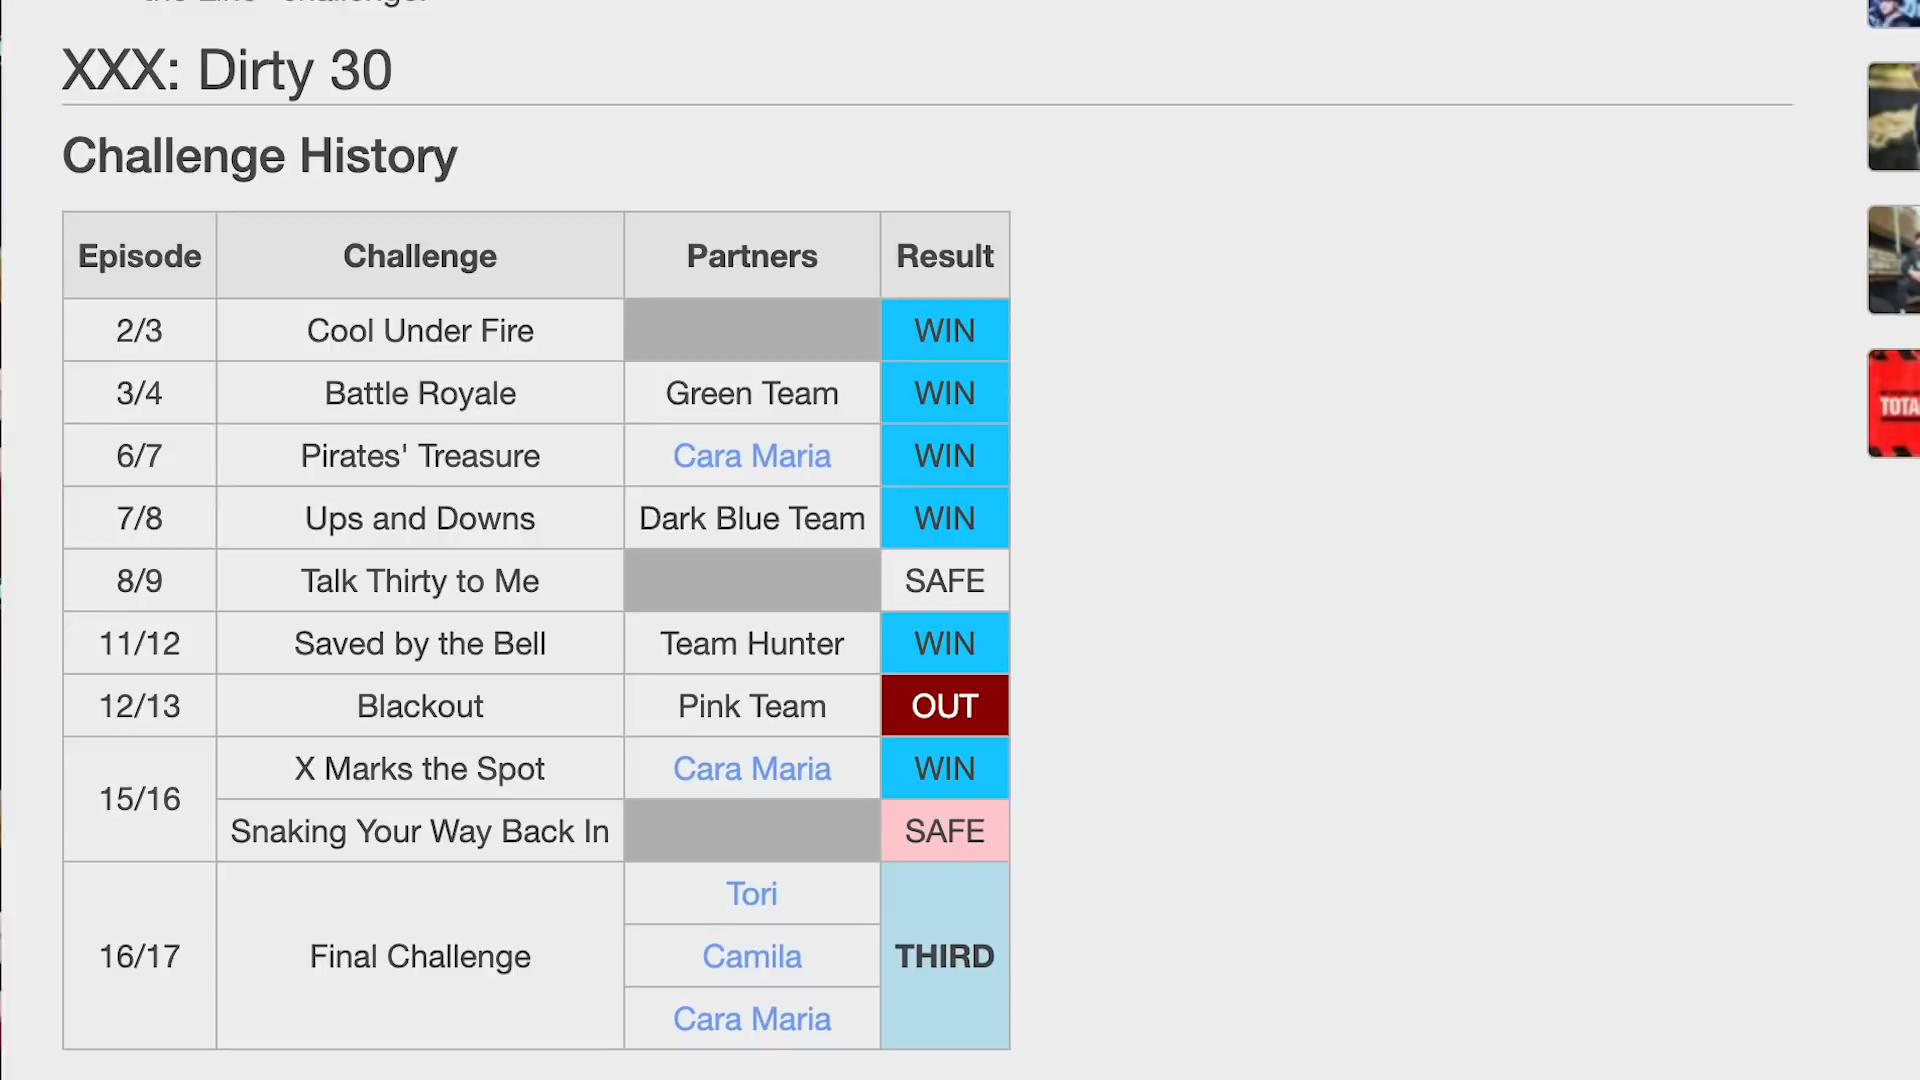 XXX: Dirty 30
Challenge History
Episode Challenge Partners Result
2/3 Cool Under Fire WIN
3/4 Battle Royale Green Team WIN
6/7 Pirates' Treasure Cara Maria WIN
7/8 Ups and Downs Dark Blue Team WIN
8/9 Talk Thirty to Me SAFE
11/12 Saved by the Bell Team Hunter WIN
12/13 Blackout Pink Team OUT
15/16 X Marks the Spot Cara Maria WIN
Snaking Your Way Back In SAFE
16/17 Final Challenge Tori THIRD
Camila
Cara Maria
TOTA